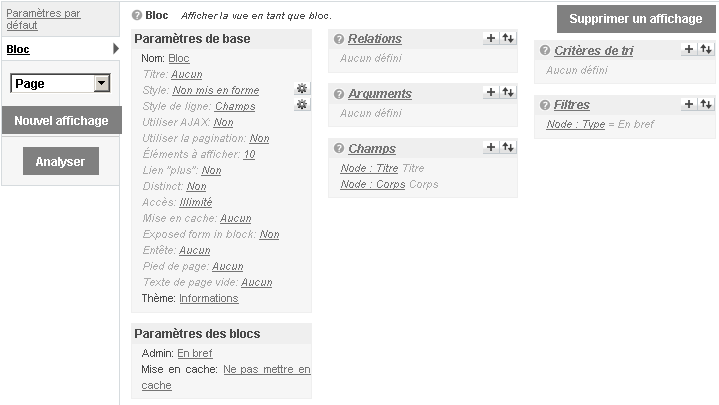 Paramètres par
défaut
Bloc
Page
Nouvel affichage
Analyser
Bloc Afficher la vue en tant que bloc.
Supprimer un affichage
Paramètres de base
Nom: Bloc
Titre: Aucun
Style: Non mis en forme
Style de ligne: Champs
Utiliser AJAX: Non
Utiliser la pagination: Non
Éléments à afficher: 10
Lien "plus": Non
Distinct: Non
Accès: Illimité
Mise en cache: Aucun
Exposed form in block: Non
Entête: Aucun
Pied de page: Aucun
Texte de page vide: Aucun
Thème: Informations
Paramètres des blocs
Admin: En bref
Mise en cache: Ne pas mettre en
cache
Relations
Aucun défini
Arguments
Aucun défini
Champs
Node : Titre Titre
Node : Corps Corps
Critères de tri
Aucun défini
Filtres
Node : Type = En bref